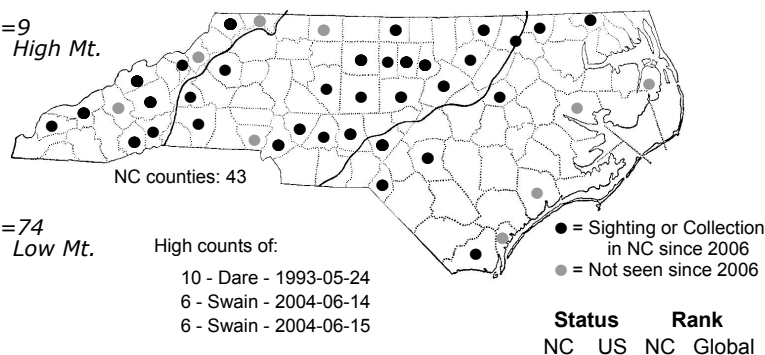 =9
High Mt.
NC counties: 43
=74
Low Mt.
High counts of:
10 - Dare - 1993-05-24
6 - Swain - 2004-06-14
6 - Swain - 2004-06-15
● = Sighting or Collection
in NC since 2006
● = Not seen since 2006
Status Rank
NC US NC Global